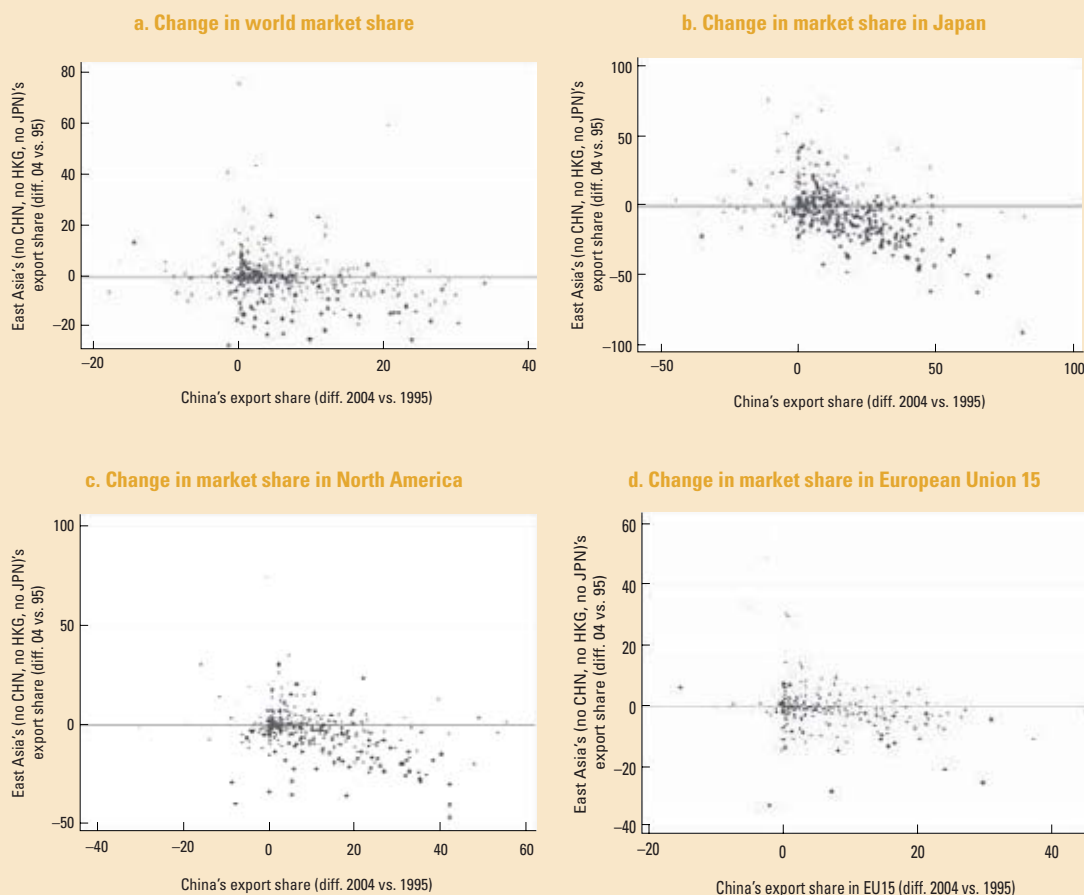 a. Change in world market share
East Asia's (no CHN, no HKG, no JPN)'s
export share (diff. 04 vs. 95)
80
60
40
20
0
−20
−20 0 20 40
China's export share (diff. 2004 vs. 1995)
b. Change in market share in Japan
East Asia's (no CHN, no HKG, no JPN)'s
export share (diff. 04 vs. 95)
100
50
0
−50
−100
−50 0 50 100
China's export share (diff. 2004 vs. 1995)
c. Change in market share in North America
East Asia's (no CHN, no HKG, no JPN)'s
export share (diff. 04 vs. 95)
100
50
0
−50
−40 −20 0 20 40 60
China's export share (diff. 2004 vs. 1995)
d. Change in market share in European Union 15
East Asia's (no CHN, no HKG, no JPN)'s
export share (diff. 04 vs. 95)
60
40
20
0
−20
−40
−20 0 20 40
China's export share in EU15 (diff. 2004 vs. 1995)